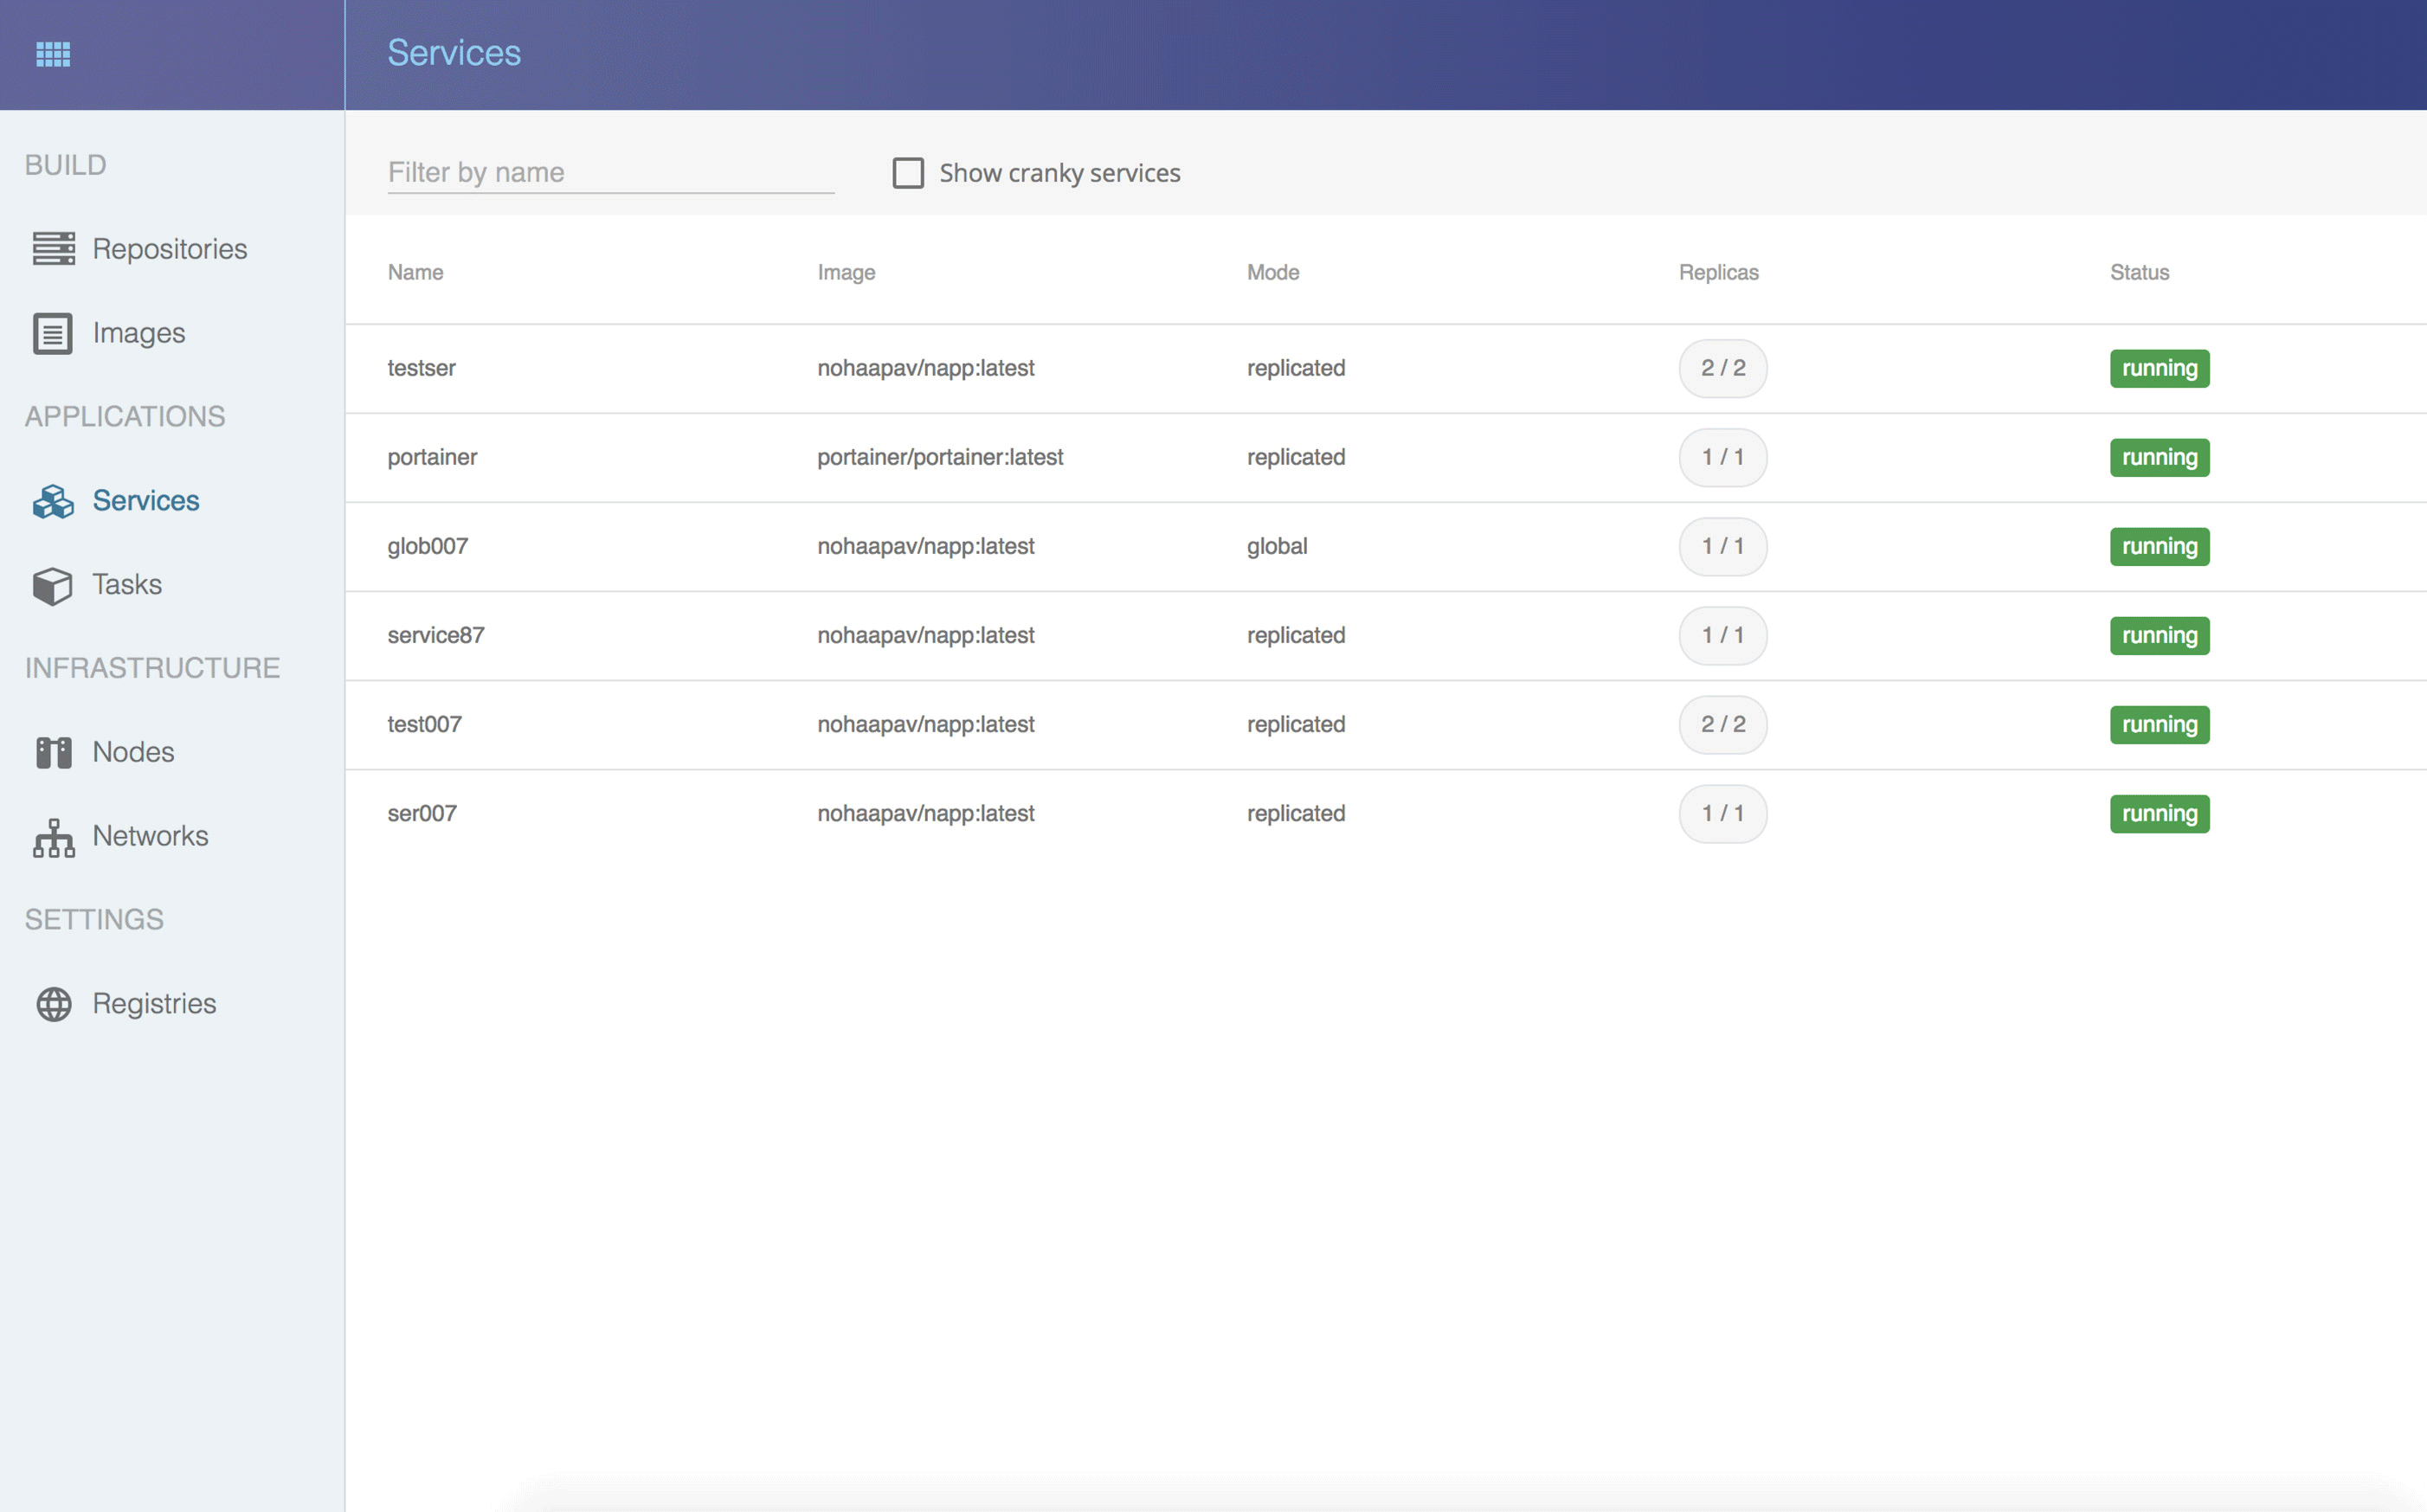 Services
BUILD
Repositories
Images
APPLICATIONS
Services
Tasks
INFRASTRUCTURE
Nodes
Networks
SETTINGS
Registries
Filter by name Show cranky services
Name Image Mode Replicas Status
testser nohaapav/napp:latest replicated 2 / 2 running
portainer portainer/portainer:latest replicated 1 / 1 running
glob007 nohaapav/napp:latest global 1 / 1 running
service87 nohaapav/napp:latest replicated 1 / 1 running
test007 nohaapav/napp:latest replicated 2 / 2 running
ser007 nohaapav/napp:latest replicated 1 / 1 running